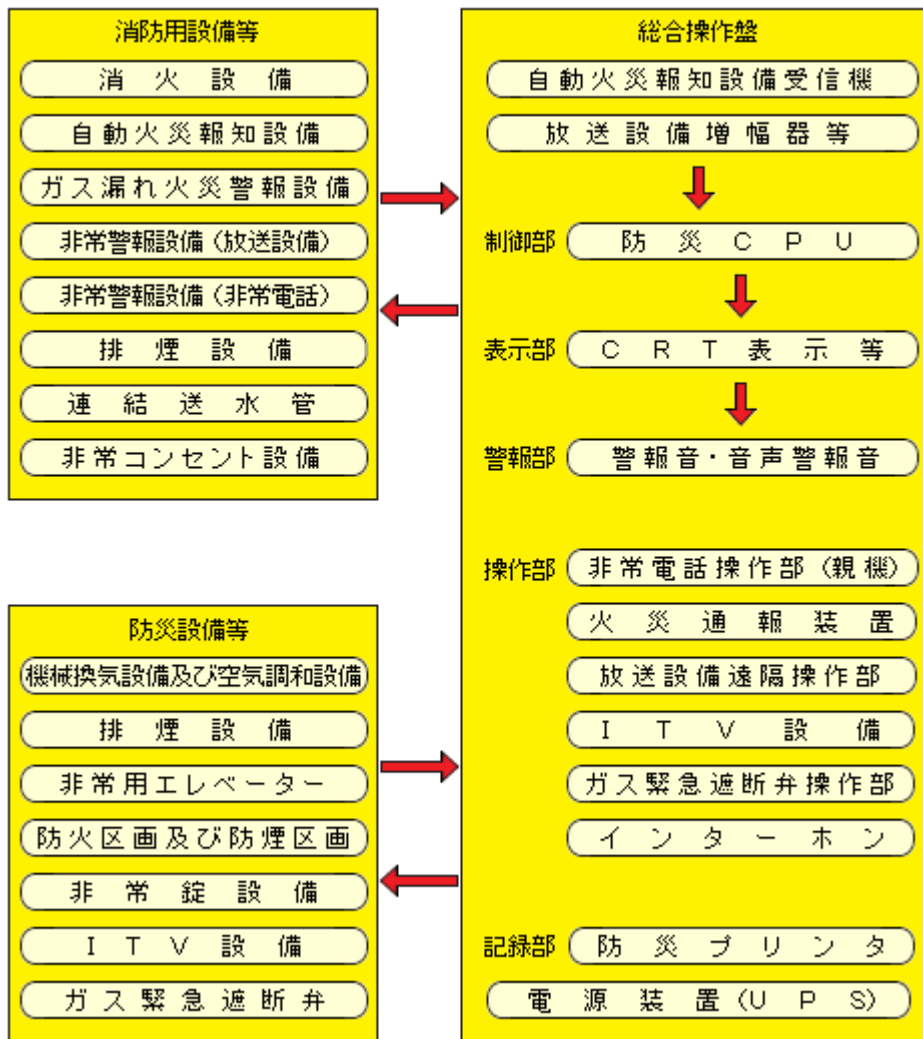 消防用設備等
消火設備
自動火災報知設備
ガス漏れ火災警報設備
非常警報設備(放送設備)
非常警報設備(非常電話)
排煙設備
連結送水管
非常コンセント設備
防災設備等
機械換気設備及び空気調和設備
排煙設備
非常用エレベーター
防火区画及び防煙区画
非常錠設備
ITV設備
ガス緊急遮断弁
総合操作盤
自動火災報知設備受信機
放送設備増幅器等
制御部 防災CPU
表示部 CRT表示等
警報部 警報音・音声警報音
操作部 非常電話操作部(親機)
火災通報装置
放送設備遠隔操作部
ITV設備
ガス緊急遮断弁操作部
インターホン
記録部 防災プリンタ
電源装置(UPS)